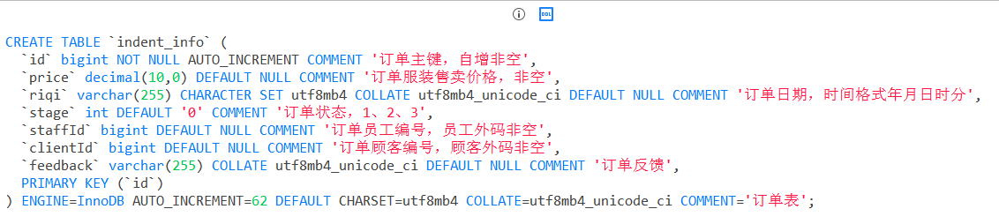 DDL
CREATE TABLE `indent_info` (
  `id` bigint NOT NULL AUTO_INCREMENT COMMENT '订单主键，自增非空',
  `price` decimal(10,0) DEFAULT NULL COMMENT '订单服装售卖价格，非空',
  `riqi` varchar(255) CHARACTER SET utf8mb4 COLLATE utf8mb4_unicode_ci DEFAULT NULL COMMENT '订单日期，时间格式年月日时分',
  `stage` int DEFAULT '0' COMMENT '订单状态，1、2、3',
  `staffId` bigint DEFAULT NULL COMMENT '订单员工编号，员工外码非空',
  `clientId` bigint DEFAULT NULL COMMENT '订单顾客编号，顾客外码非空',
  `feedback` varchar(255) COLLATE utf8mb4_unicode_ci DEFAULT NULL COMMENT '订单反馈',
  PRIMARY KEY (`id`)
) ENGINE=InnoDB AUTO_INCREMENT=62 DEFAULT CHARSET=utf8mb4 COLLATE=utf8mb4_unicode_ci COMMENT='订单表';